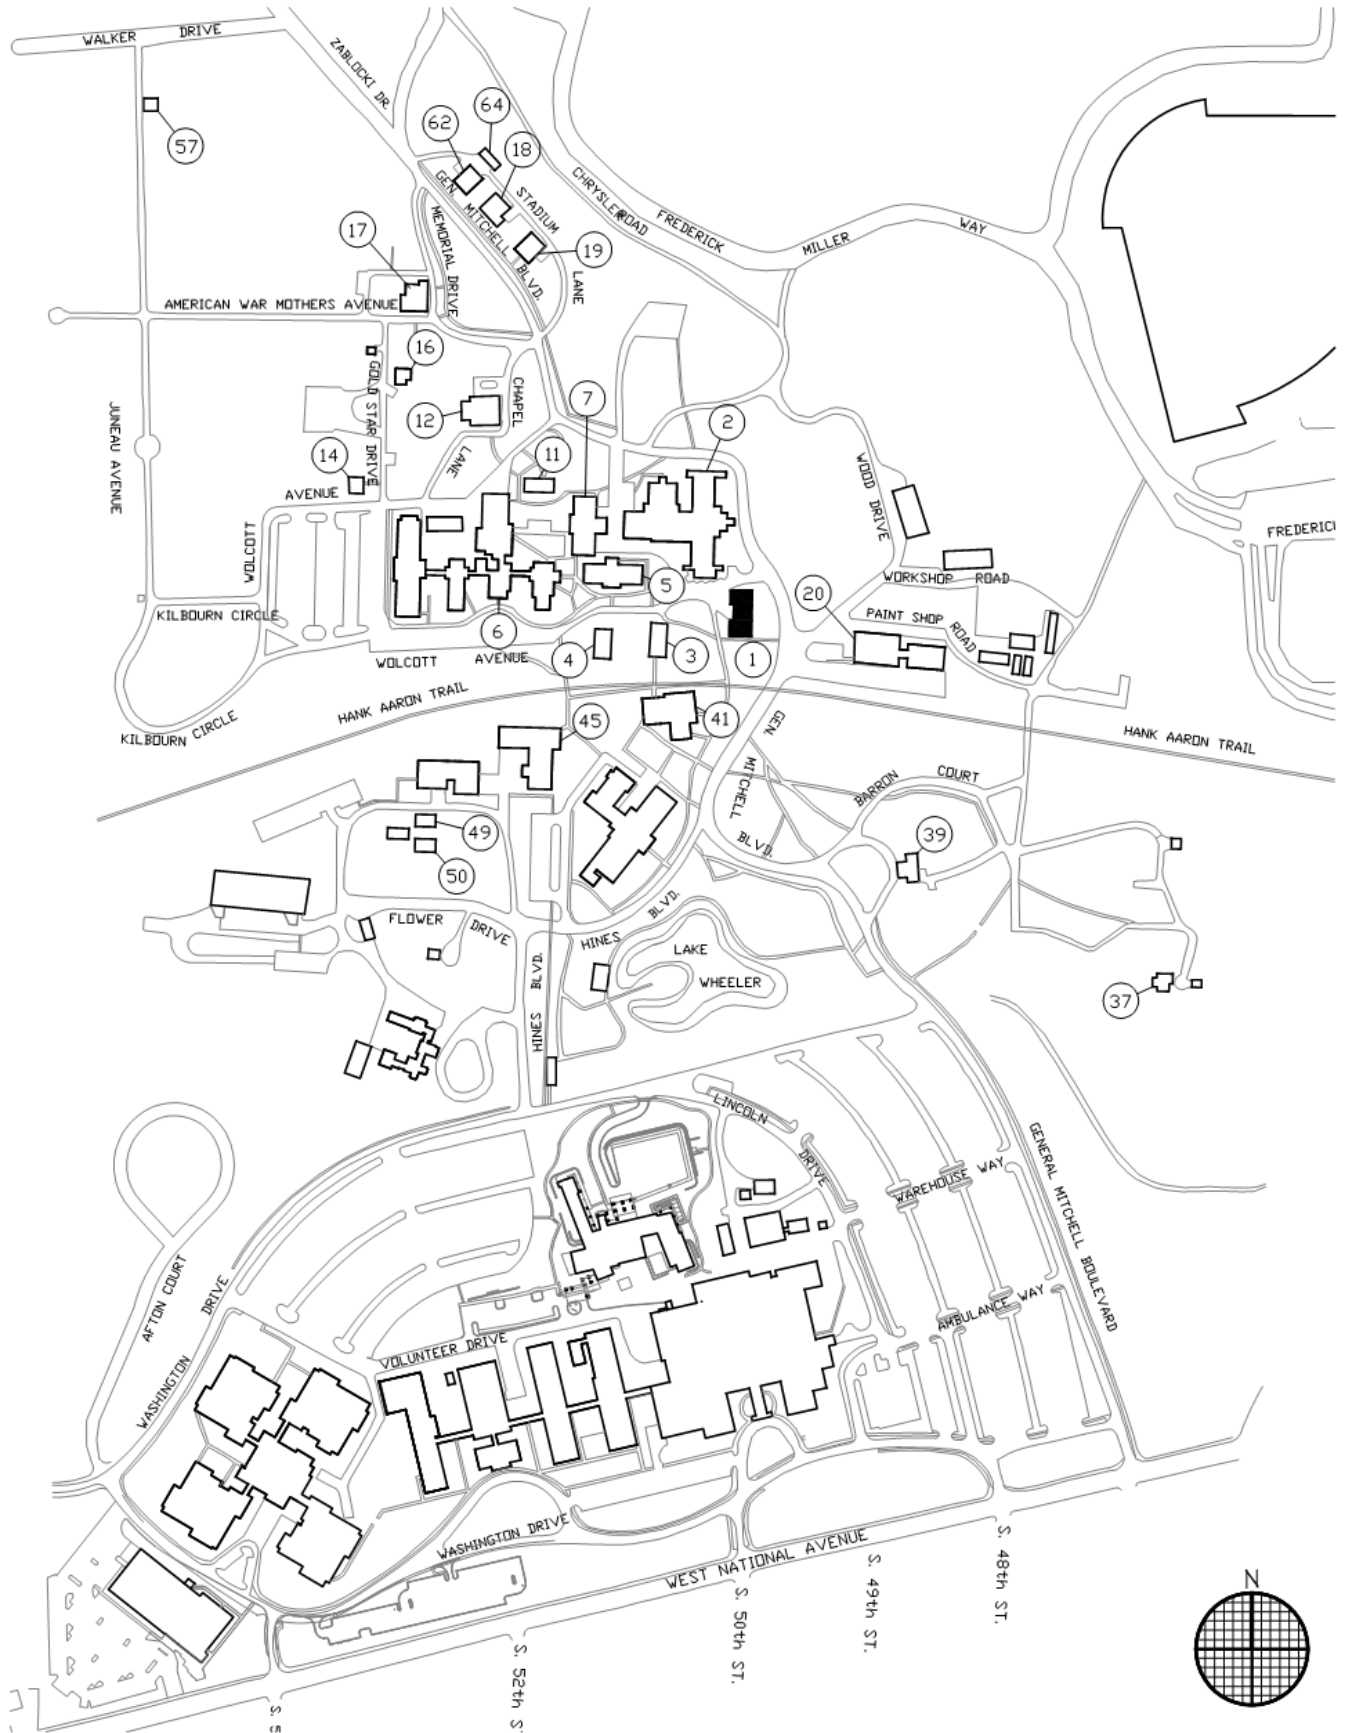 WALKER DRIVE
ZABLOCKI DR.
57
62
64
18
GEN. MITCHELL BLVD.
STADIUM LANE
19
CHRYSLER ROAD
FREDERICK MILLER WAY
17
MEMORIAL DRIVE
AMERICAN WAR MOTHERS AVENUE
16
GOLD STAR DRIVE
12
CHAPEL LANE
7
2
JUNEAU AVENUE
14
11
WOLCOTT AVENUE
WOOD DRIVE
FREDERIC
WORKSHOP ROAD
5
20
PAINT SHOP ROAD
KILBOURN CIRCLE
6
4
3
1
WOLCOTT AVENUE
KILBOURN CIRCLE
HANK AARON TRAIL
45
41
GEN. MITCHELL BLVD.
HANK AARON TRAIL
BARRON COURT
49
50
39
FLOWER DRIVE
HINES BLVD.
HINES BLVD.
LAKE
WHEELER
37
LINCOLN DRIVE
WAREHOUSE WAY
GENERAL MITCHELL BOULEVARD
AFTON COURT
WASHINGTON DRIVE
AMBULANCE WAY
VOLUNTEER DRIVE
WASHINGTON DRIVE
WEST NATIONAL AVENUE
S. 48th ST.
S. 49th ST.
S. 50th ST.
S. 52th S
S. 5
N